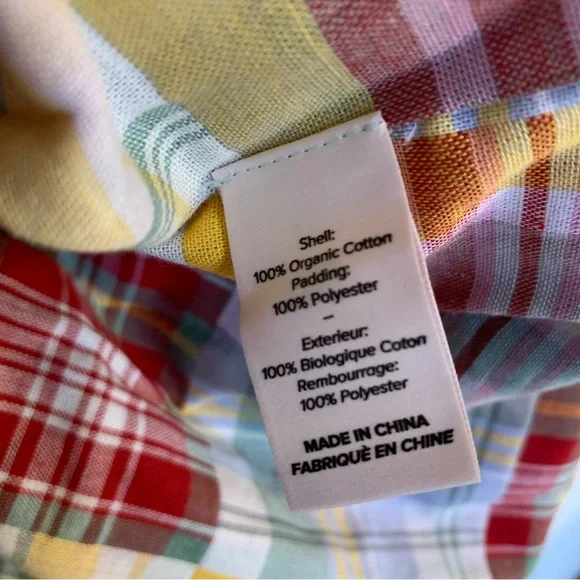 Shell:
100% Organic Cotton
Padding:
100% Polyester
–
Exterieur:
100% Biologique Coton
Rembourrage:
100% Polyester
MADE IN CHINA
FABRIQUÈ EN CHINE